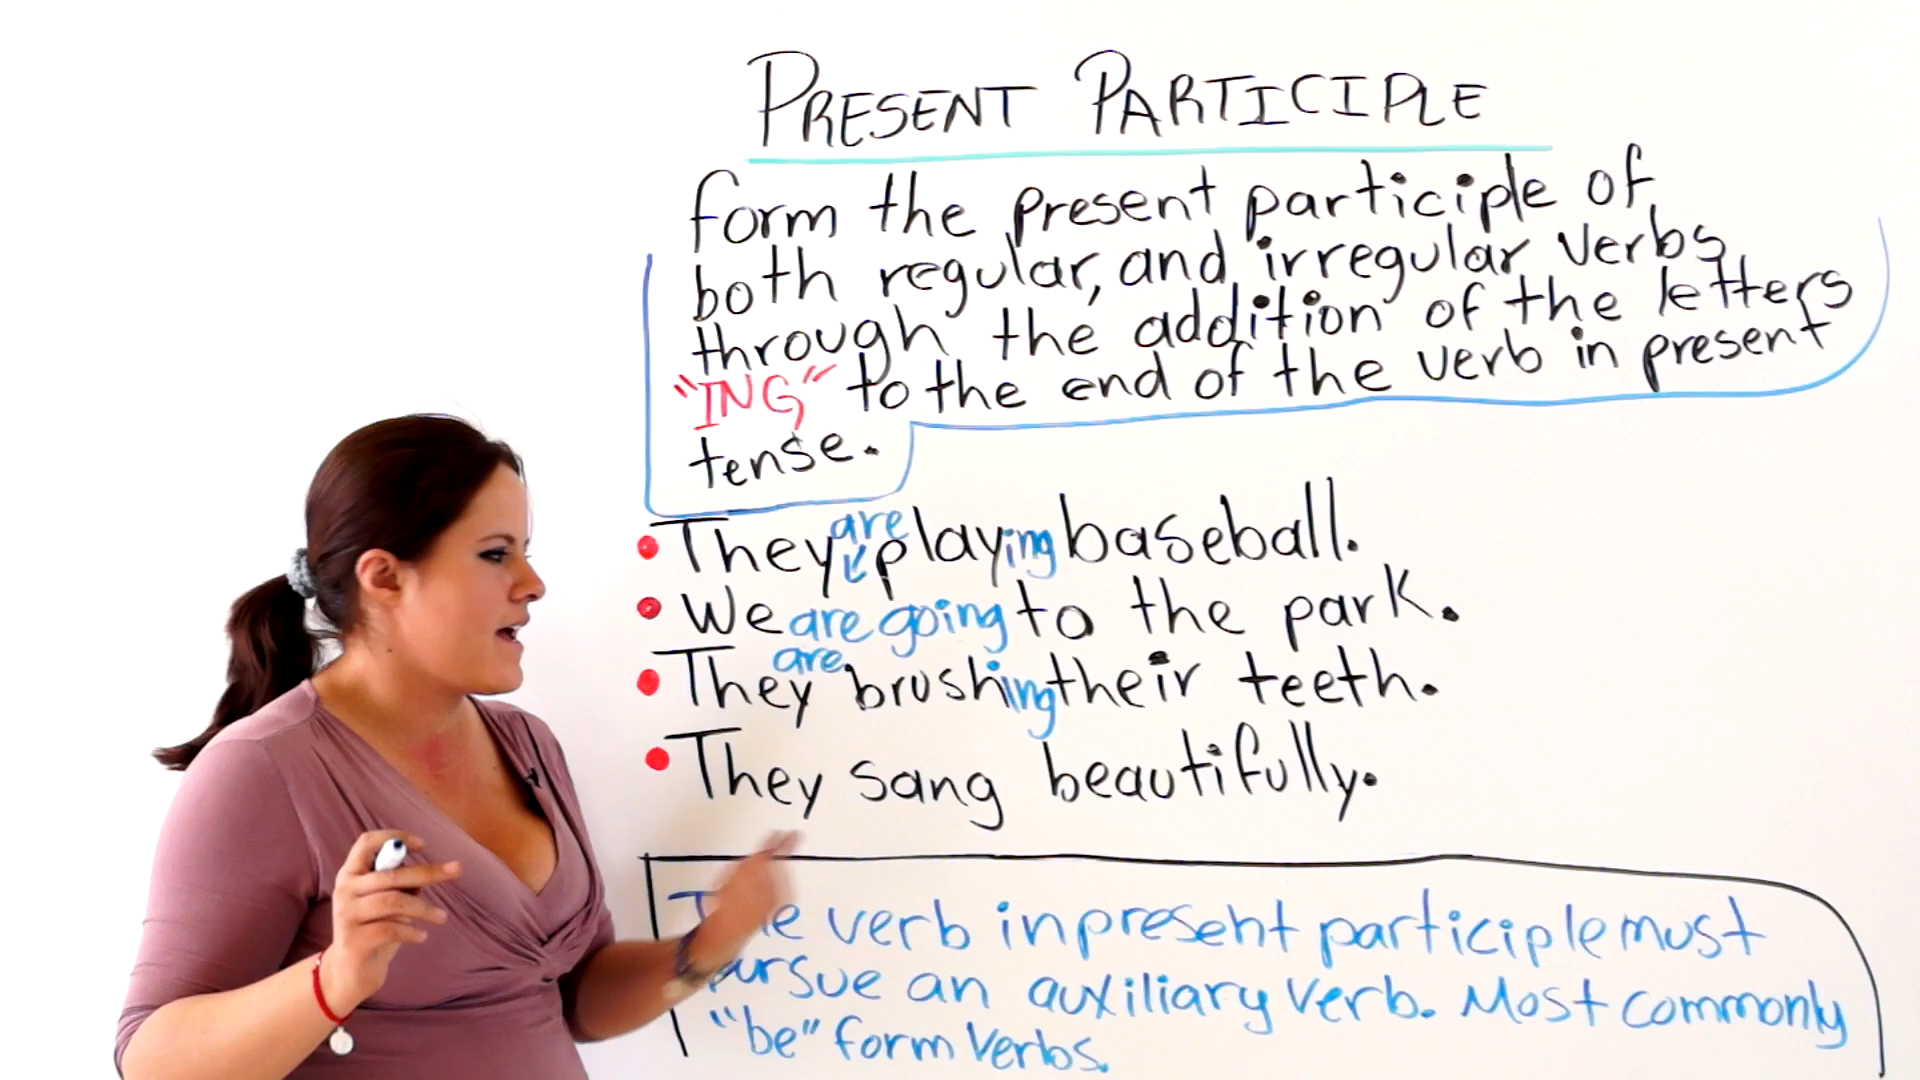 PRESENT PARTICIPLE
form the present participle of
both regular, and irregular verbs
through the addition of the letters
"ING" to the end of the verb in present
tense.
They are playing baseball.
We are going to the park.
They are brushing their teeth.
They sang beautifully.
verb in present participle must
an auxiliary verb. Most commonly
"be" form verbs.